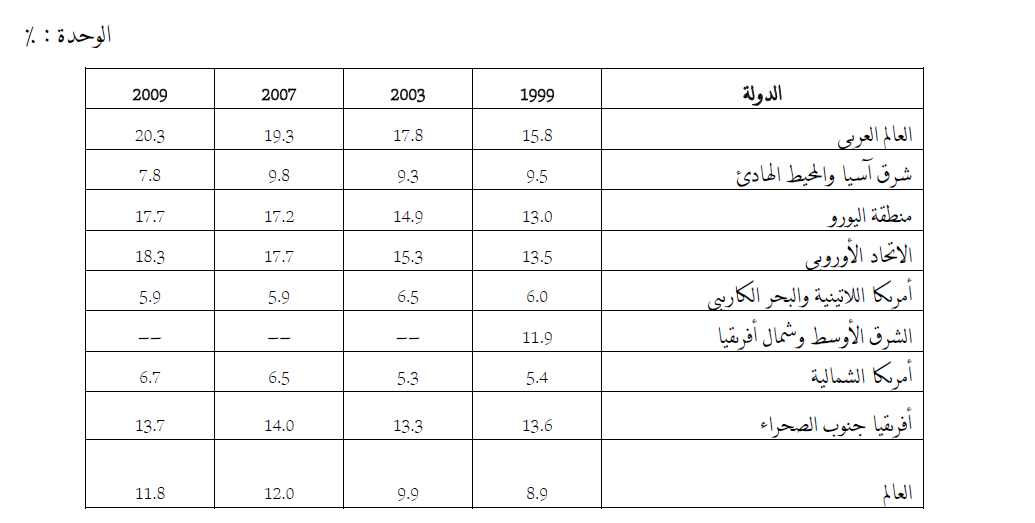 الوحدة : ٪
الدولة 1999 2003 2007 2009
العالم العربي 15.8 17.8 19.3 20.3
شرق آسيا والمحيط الهادئ 9.5 9.3 9.8 7.8
منطقة اليورو 13.0 14.9 17.2 17.7
الاتحاد الأوروبي 13.5 15.3 17.7 18.3
أمريكا اللاتينية والبحر الكاريبي 6.0 6.5 5.9 5.9
الشرق الأوسط وشمال أفريقيا 11.9 -- -- --
أمريكا الشمالية 5.4 5.3 6.5 6.7
أفريقيا جنوب الصحراء 13.6 13.3 14.0 13.7
العالم 8.9 9.9 12.0 11.8